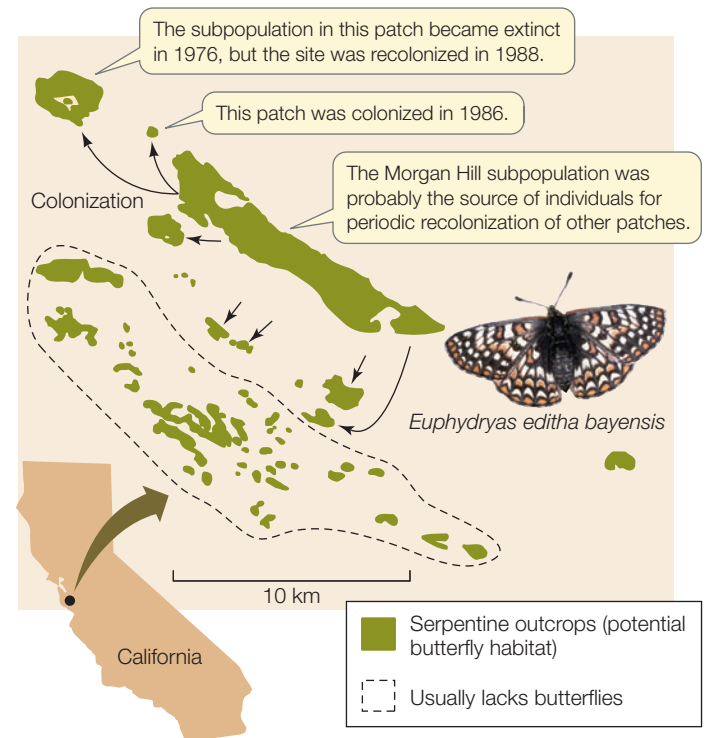 The subpopulation in this patch became extinct
in 1976, but the site was recolonized in 1988.
This patch was colonized in 1986.
The Morgan Hill subpopulation was
probably the source of individuals for
periodic recolonization of other patches.
Colonization
Euphydryas editha bayensis
10 km
California
Serpentine outcrops (potential
butterfly habitat)
Usually lacks butterflies